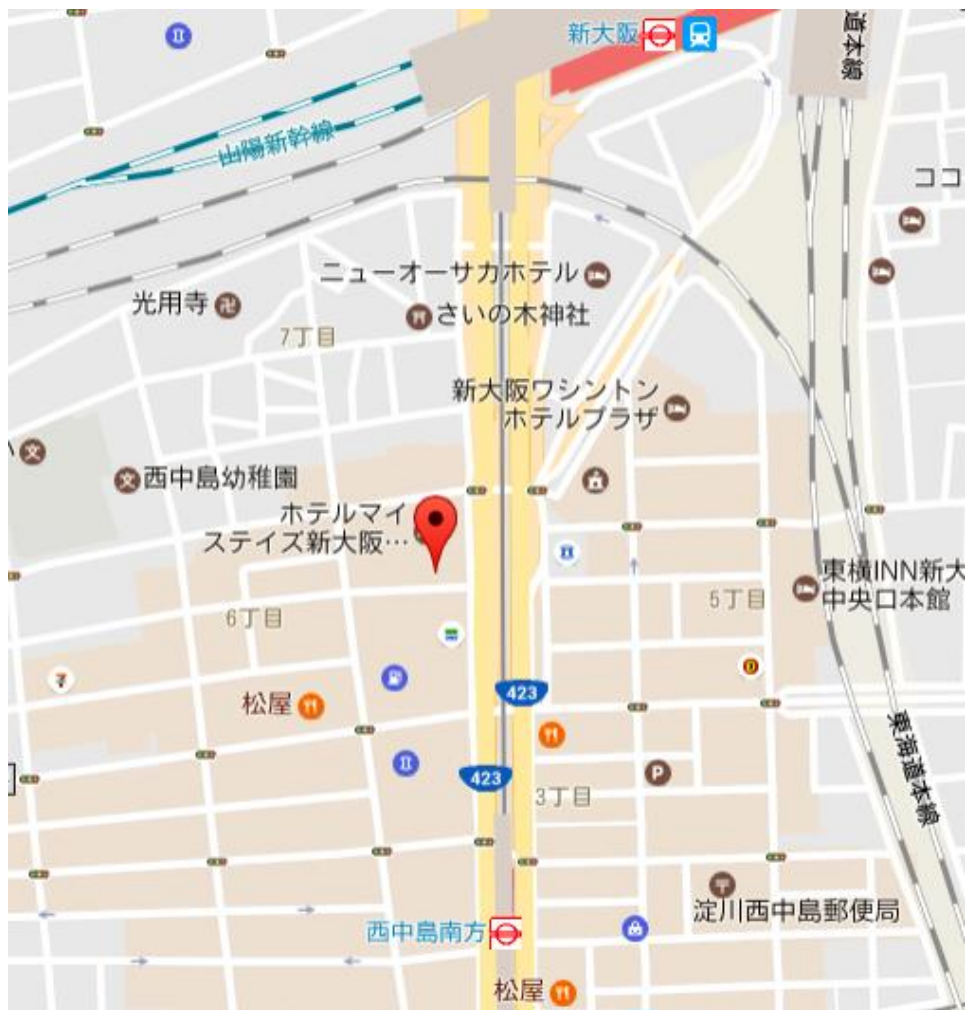 新大阪
道本線
山陽新幹線
ココ
ニューオーサカホテル
光用寺
さいの木神社
7丁目
新大阪ワシントン
ホテルプラザ
西中島幼稚園
ホテルマイ
ステイズ新大阪…
東横INN新大
中央口本館
5丁目
6丁目
423
松屋
東海道本線
423
3丁目
P
淀川西中島郵便局
西中島南方
松屋